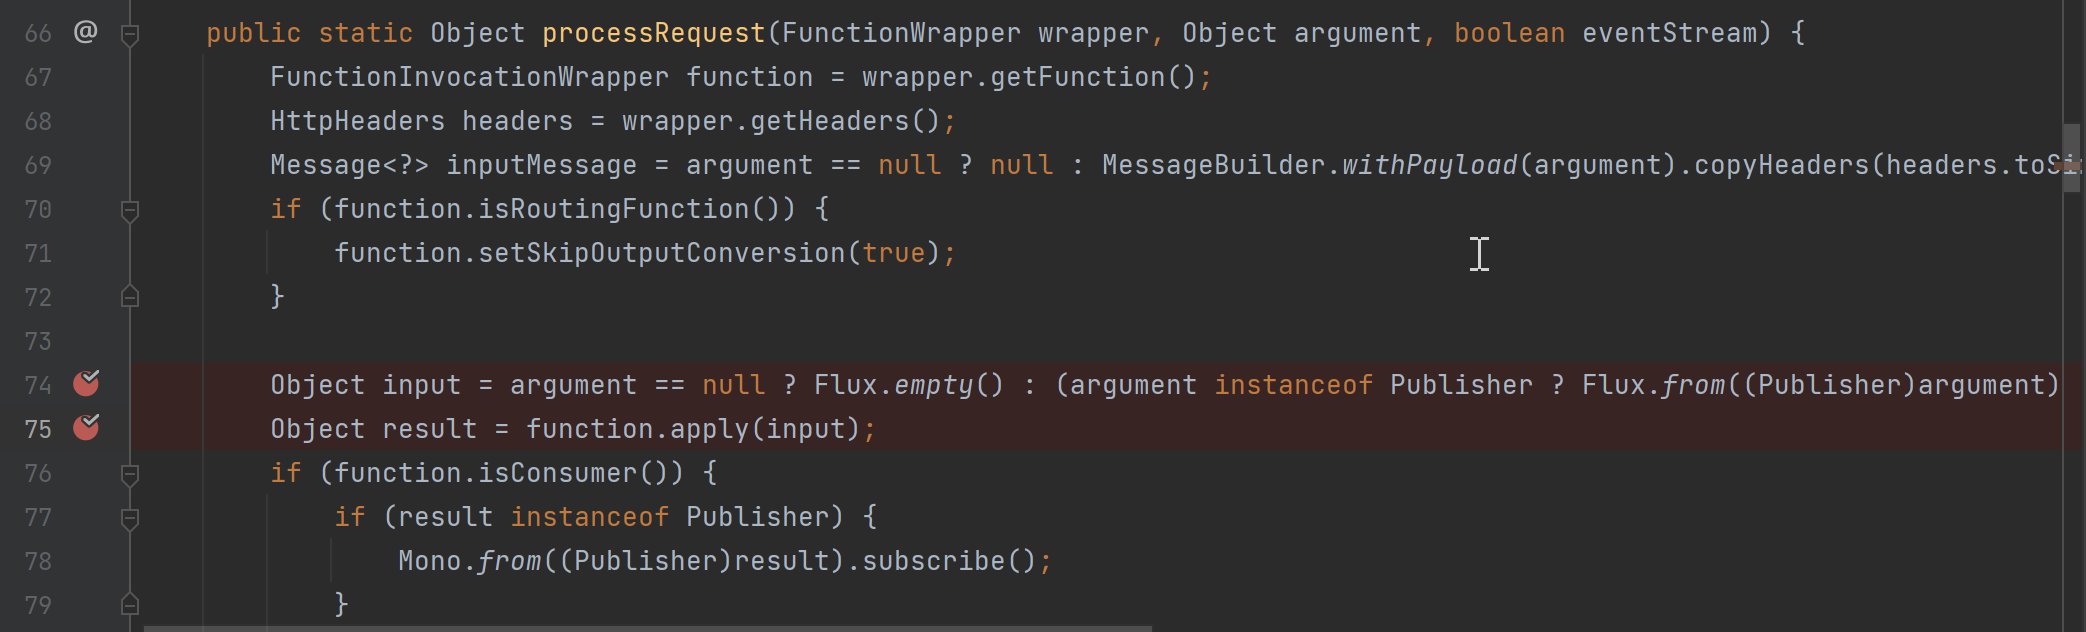 66 @ public static Object processRequest(FunctionWrapper wrapper, Object argument, boolean eventStream) {
67 FunctionInvocationWrapper function = wrapper.getFunction();
68 HttpHeaders headers = wrapper.getHeaders();
69 Message<?> inputMessage = argument == null ? null : MessageBuilder.withPayload(argument).copyHeaders(headers.toSi
70 if (function.isRoutingFunction()) {
71 function.setSkipOutputConversion(true);
72 }
73
74 Object input = argument == null ? Flux.empty() : (argument instanceof Publisher ? Flux.from((Publisher)argument)
75 Object result = function.apply(input);
76 if (function.isConsumer()) {
77 if (result instanceof Publisher) {
78 Mono.from((Publisher)result).subscribe();
79 }